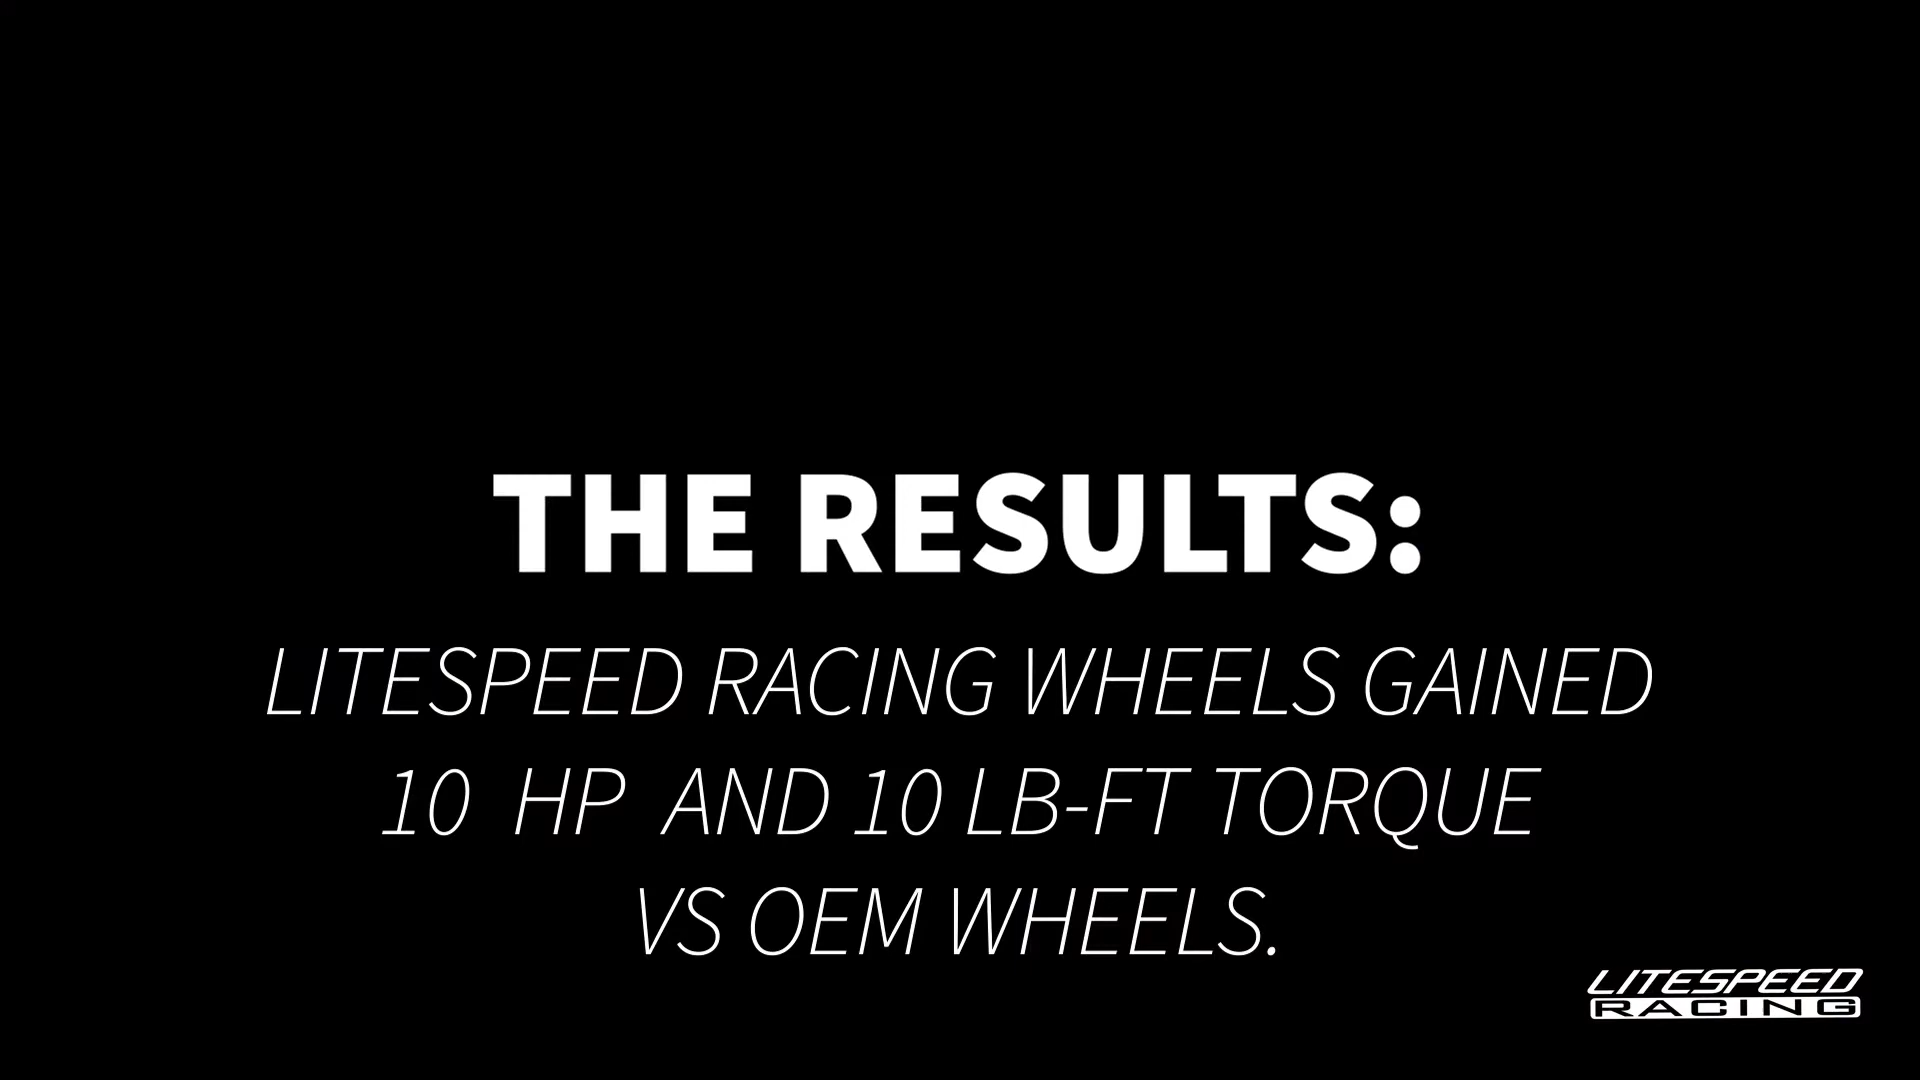 THE RESULTS:
LITESPEED RACING WHEELS GAINED
10 HP AND 10 LB-FT TORQUE
VS OEM WHEELS.
LITESPEED
RACING